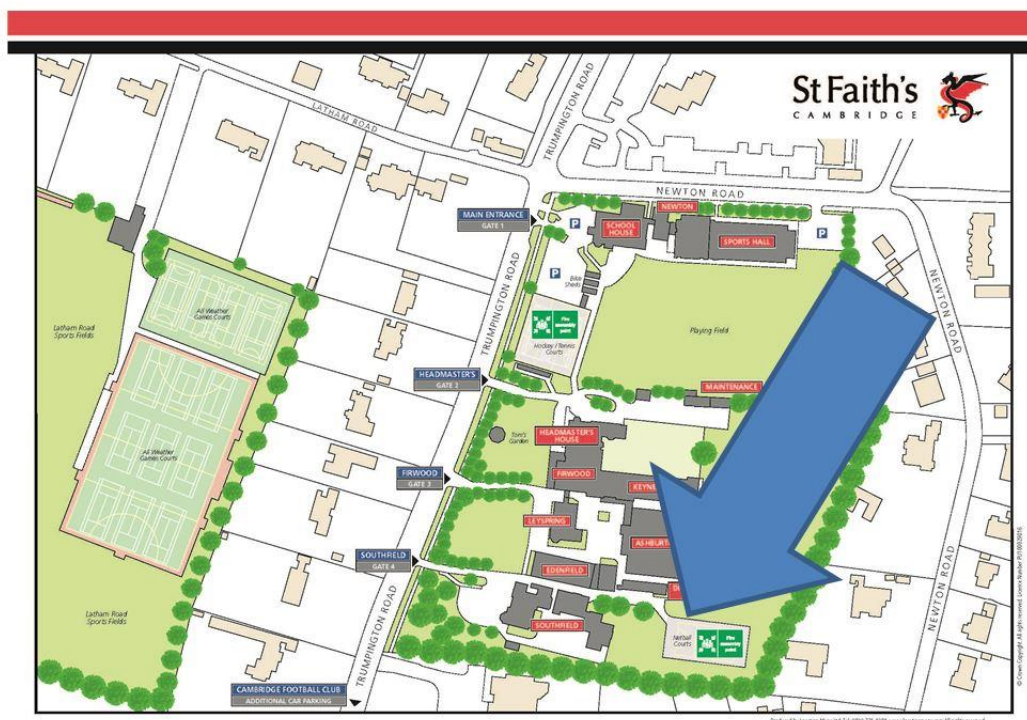 St Faith's
CAMBRIDGE
LATHAM ROAD
TRUMPINGTON ROAD
NEWTON ROAD
MAIN ENTRANCE
GATE 1
P
SCHOOL
HOUSE
NEWTON
SPORTS HALL
P
P
Bike
Sheds
NEWTON ROAD
All Weather
Games Courts
Latham Road
Sports Fields
TRUMPINGTON ROAD
Fire
assembly
point
Hockey / Tennis
Courts
Playing Field
HEADMASTER'S
GATE 2
MAINTENANCE
All Weather
Games Courts
Tom's
Garden
HEADMASTER'S
HOUSE
FIRWOOD
GATE 3
FIRWOOD
KEYNE
LEYSPRING
ASHBURT
SOUTHFIELD
GATE 4
EDENFIELD
NEWTON ROAD
Latham Road
Sports Fields
TRUMPINGTON ROAD
SOUTHFIELD
Netball
Courts
Fire
assembly
point
CAMBRIDGE FOOTBALL CLUB
ADDITIONAL CAR PARKING